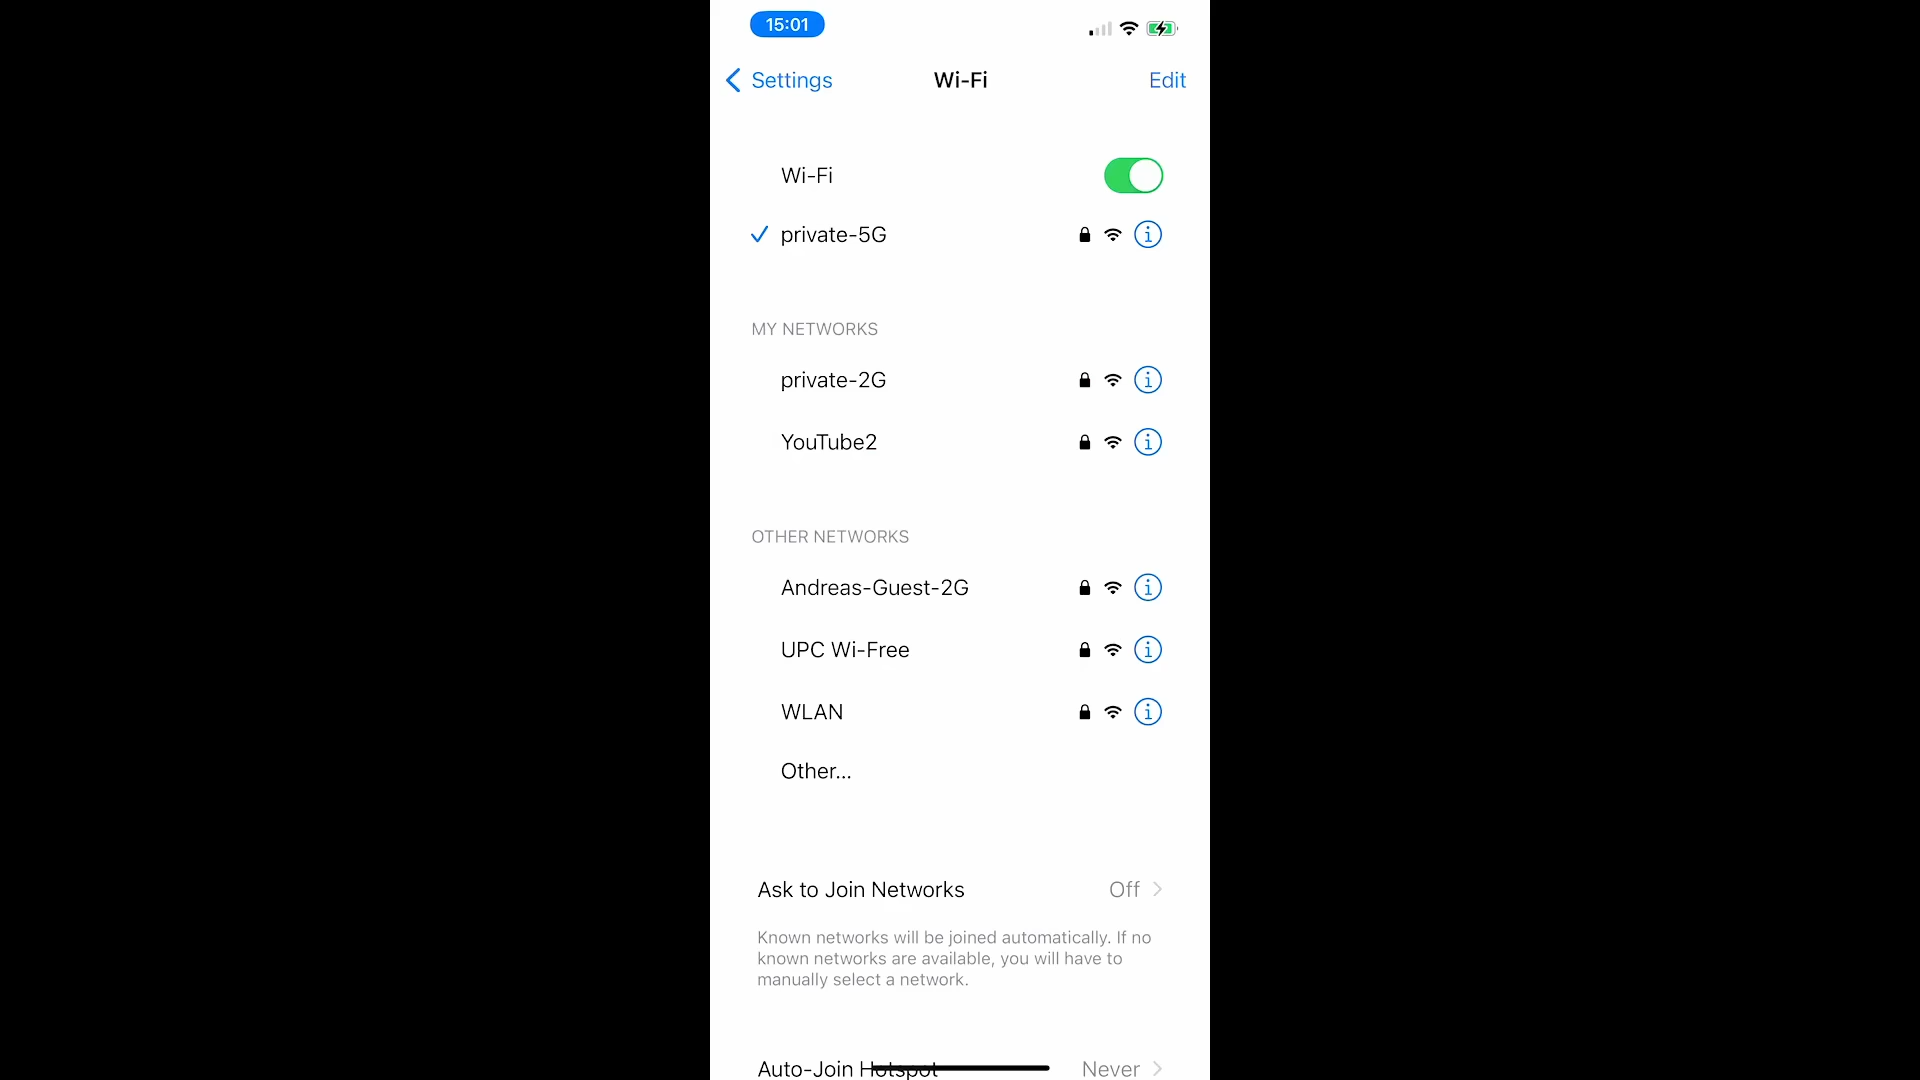 15:01
Settings
Wi-Fi
Edit
Wi-Fi
private-5G
MY NETWORKS
private-2G
YouTube2
OTHER NETWORKS
Andreas-Guest-2G
UPC Wi-Free
WLAN
Other...
Ask to Join Networks
Off
Known networks will be joined automatically. If no
known networks are available, you will have to
manually select a network.
Auto-Join Hotspot
Never